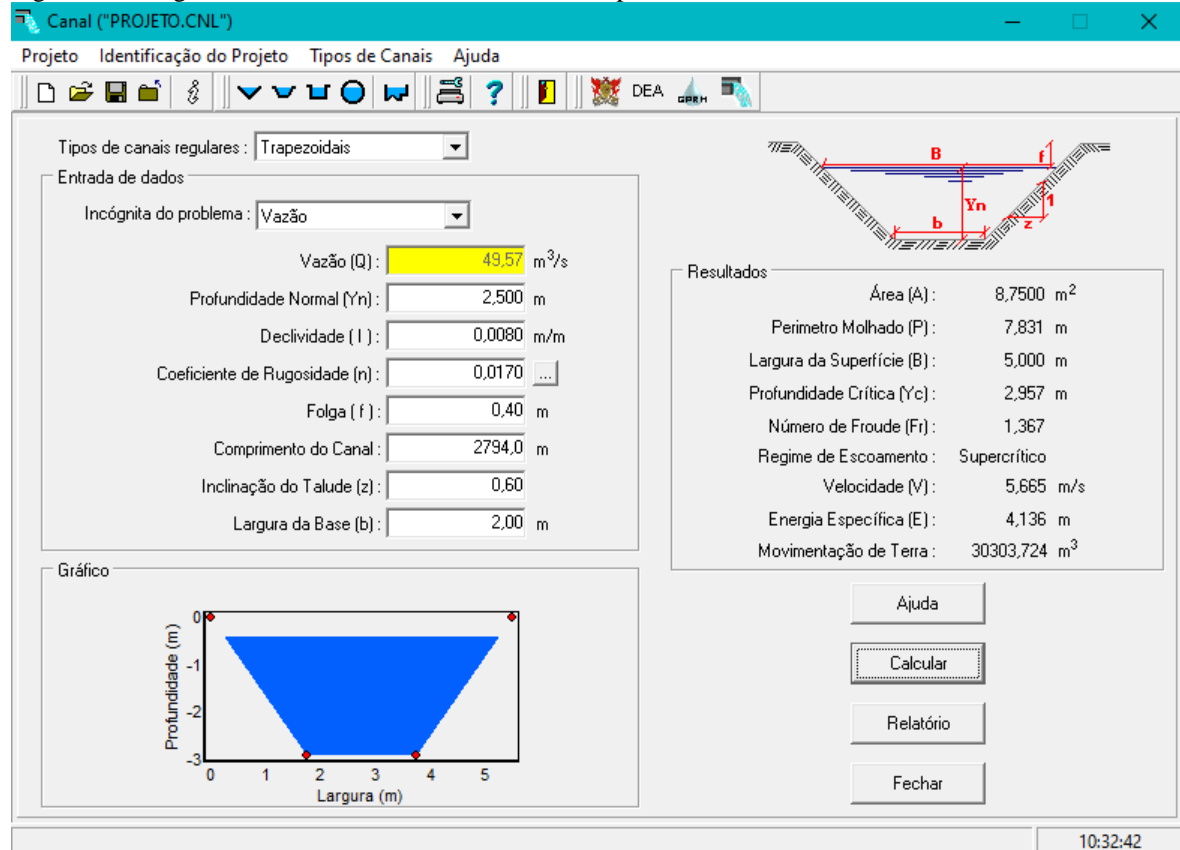 Canal ("PROJETO.CNL")
Projeto Identificação do Projeto Tipos de Canais Ajuda
DEA GPRH
Tipos de canais regulares : Trapezoidais
Entrada de dados
Incógnita do problema : Vazão
Vazão (Q) : 49,57 m³/s
Profundidade Normal (Yn) : 2,500 m
Declividade ( I ) : 0,0080 m/m
Coeficiente de Rugosidade (n) : 0,0170 ...
Folga ( f ) : 0,40 m
Comprimento do Canal : 2794,0 m
Inclinação do Talude (z) : 0,60
Largura da Base (b) : 2,00 m
B
f
Yn
1
b
z
Resultados
Área (A) : 8,7500 m²
Perimetro Molhado (P) : 7,831 m
Largura da Superfície (B) : 5,000 m
Profundidade Crítica (Yc) : 2,957 m
Número de Froude (Fr) : 1,367
Regime de Escoamento : Supercrítico
Velocidade (V) : 5,665 m/s
Energia Específica (E) : 4,136 m
Movimentação de Terra : 30303,724 m³
Gráfico
Profundidade (m)
0
-1
-2
-3
0 1 2 3 4 5
Largura (m)
Ajuda
Calcular
Relatório
Fechar
10:32:42